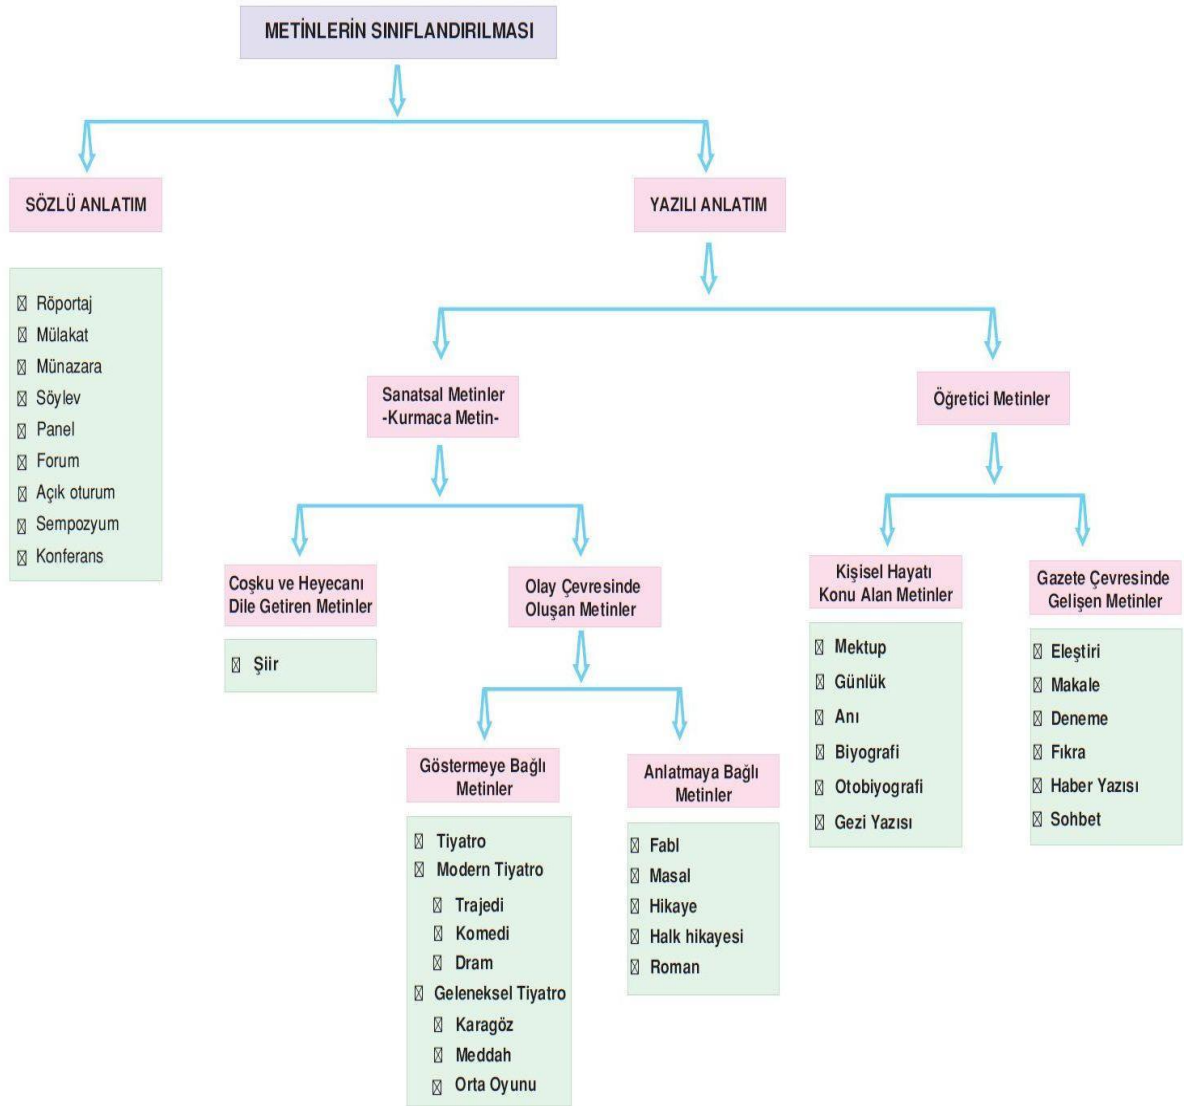 METİNLERİN SINIFLANDIRILMASI
SÖZLÜ ANLATIM
Röportaj
Mülakat
Münazara
Söylev
Panel
Forum
Açık oturum
Sempozyum
Konferans
YAZILI ANLATIM
Sanatsal Metinler
-Kurmaca Metin-
Coşku ve Heyecanı
Dile Getiren Metinler
Şiir
Olay Çevresinde
Oluşan Metinler
Göstermeye Bağlı
Metinler
Tiyatro
Modern Tiyatro
Trajedi
Komedi
Dram
Geleneksel Tiyatro
Karagöz
Meddah
Orta Oyunu
Anlatmaya Bağlı
Metinler
Fabl
Masal
Hikaye
Halk hikayesi
Roman
Öğretici Metinler
Kişisel Hayatı
Konu Alan Metinler
Mektup
Günlük
Anı
Biyografi
Otobiyografi
Gezi Yazısı
Gazete Çevresinde
Gelişen Metinler
Eleştiri
Makale
Deneme
Fıkra
Haber Yazısı
Sohbet